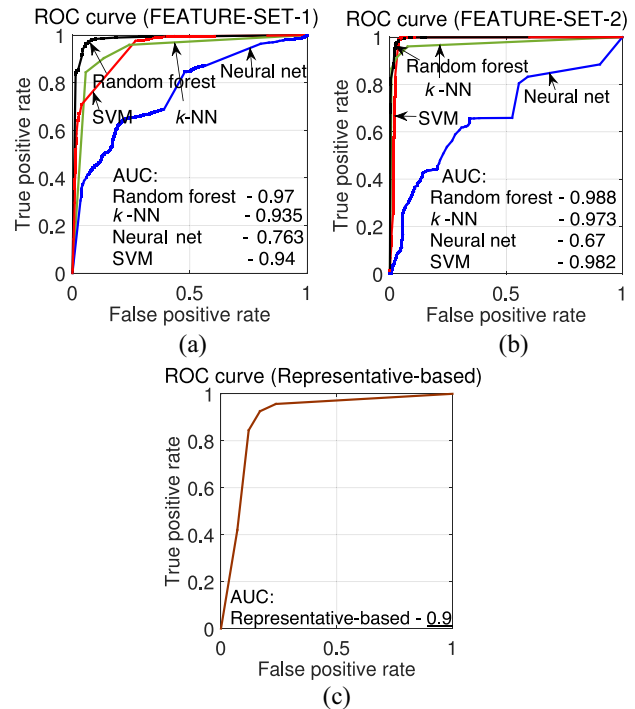 ROC curve (FEATURE-SET-1)
True positive rate
1
0.8
0.6
0.4
0.2
0
Random forest
Neural net
SVM
k-NN
AUC:
Random forest - 0.97
k -NN - 0.935
Neural net - 0.763
SVM - 0.94
0 0.5 1
False positive rate
(a)
ROC curve (FEATURE-SET-2)
True positive rate
1
0.8
0.6
0.4
0.2
0
Random forest
k-NN
Neural net
SVM
AUC:
Random forest - 0.988
k -NN - 0.973
Neural net - 0.67
SVM - 0.982
0 0.5 1
False positive rate
(b)
ROC curve (Representative-based)
True positive rate
1
0.8
0.6
0.4
0.2
0
AUC:
Representative-based - 0.9
0 0.5 1
False positive rate
(c)